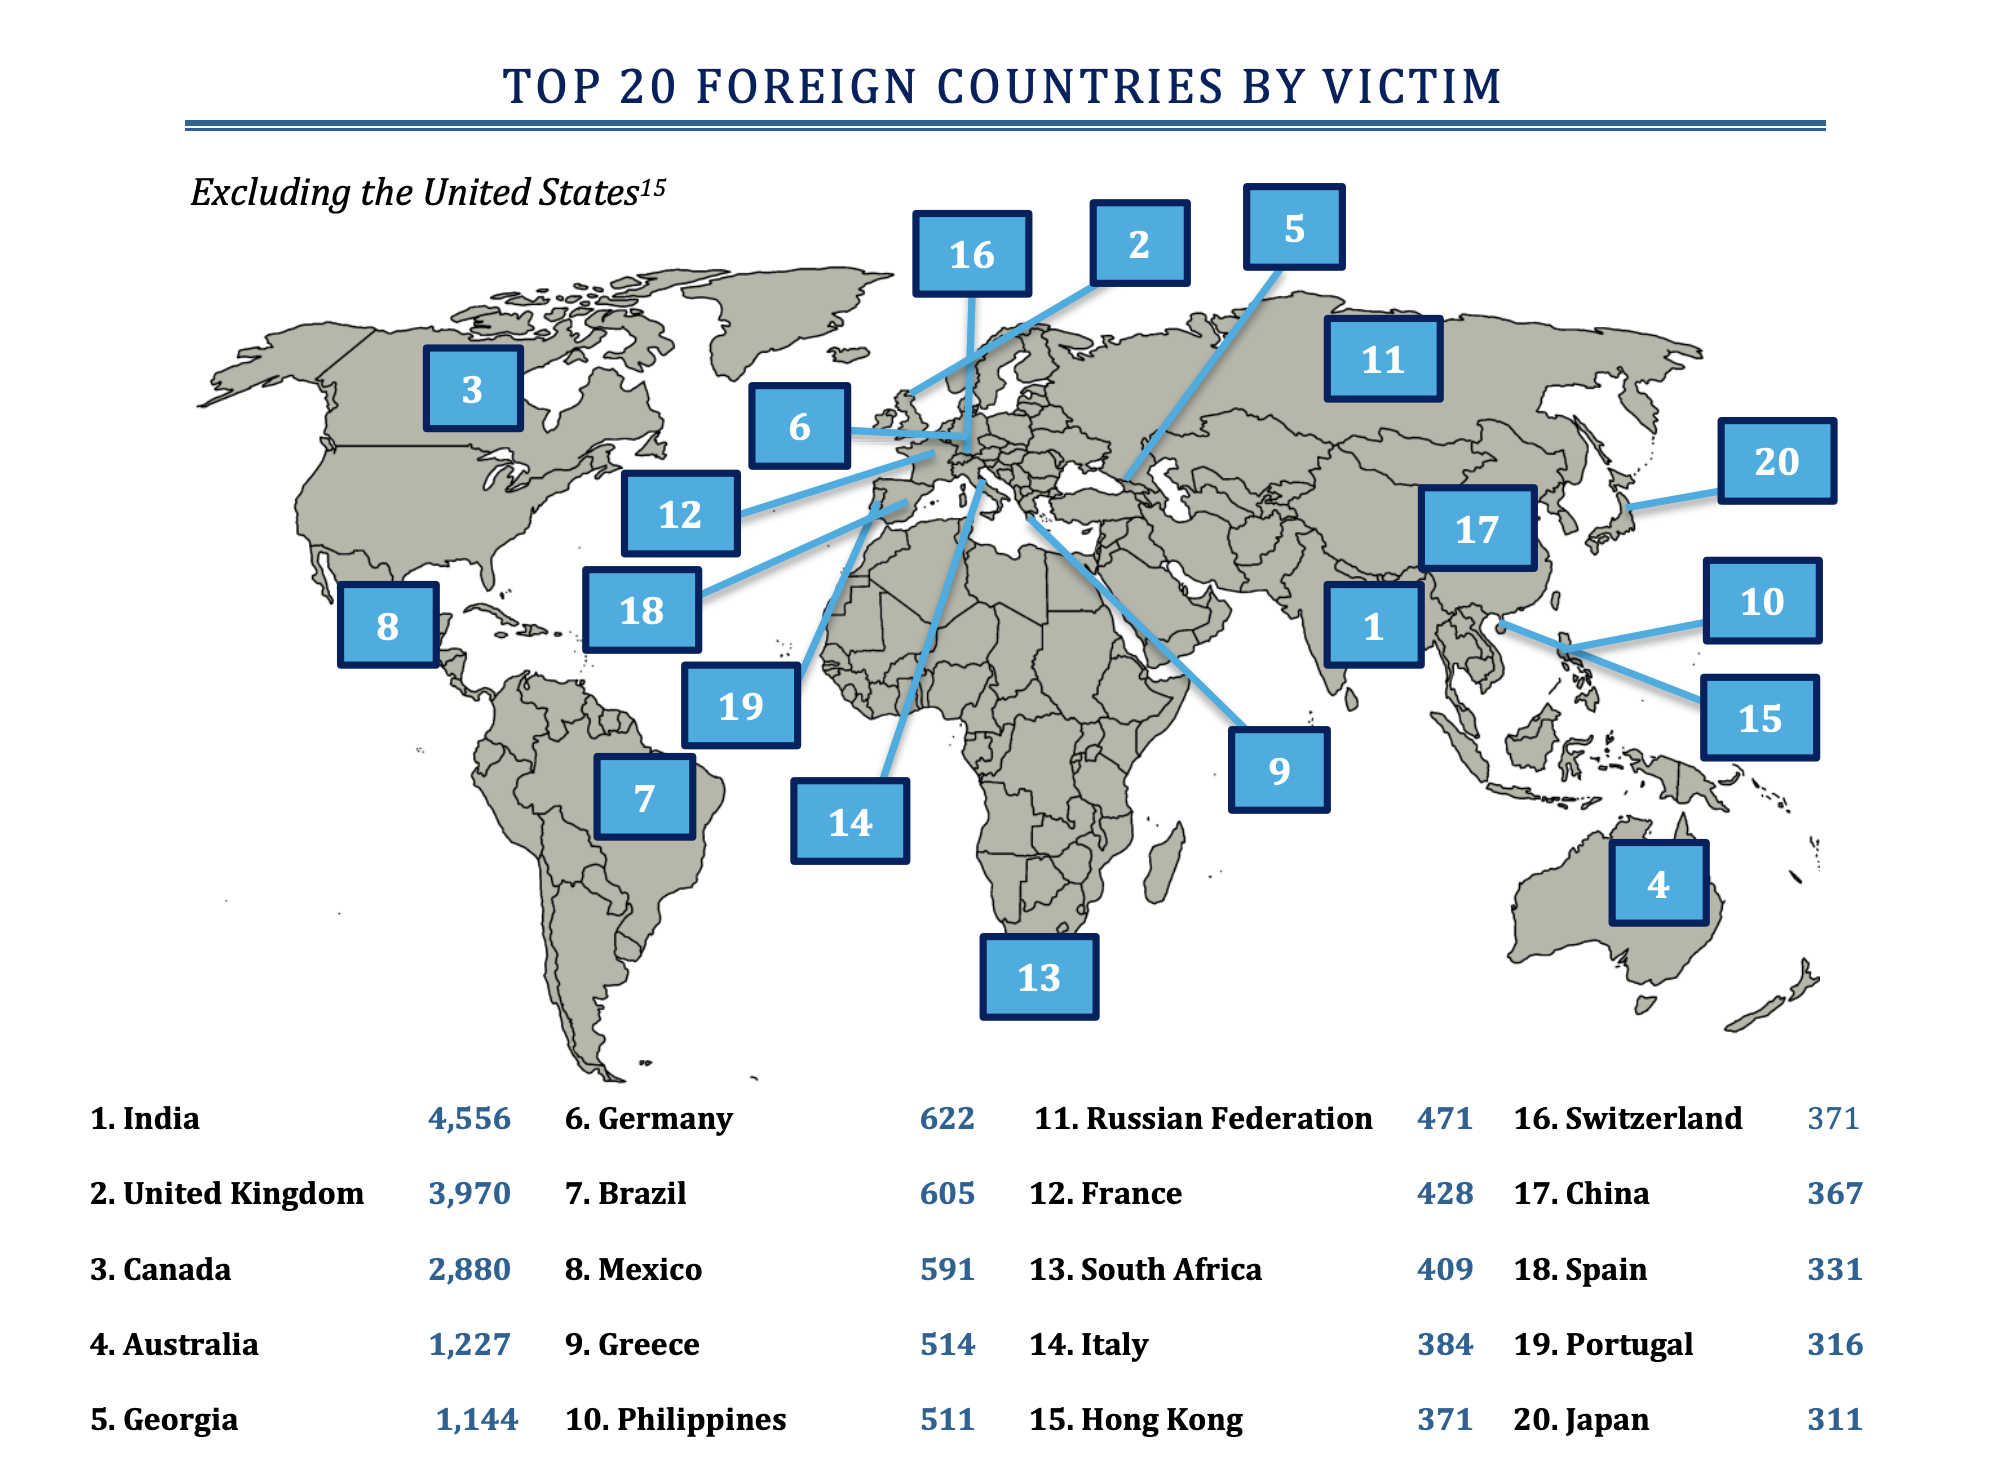 TOP 20 FOREIGN COUNTRIES BY VICTIM
Excluding the United States15
16
2
5
3
11
6
20
12
17
18
8
1
10
19
15
7
14
9
4
13
1. India 4,556 6. Germany 622 11. Russian Federation 471 16. Switzerland 371
2. United Kingdom 3,970 7. Brazil 605 12. France 428 17. China 367
3. Canada 2,880 8. Mexico 591 13. South Africa 409 18. Spain 331
4. Australia 1,227 9. Greece 514 14. Italy 384 19. Portugal 316
5. Georgia 1,144 10. Philippines 511 15. Hong Kong 371 20. Japan 311